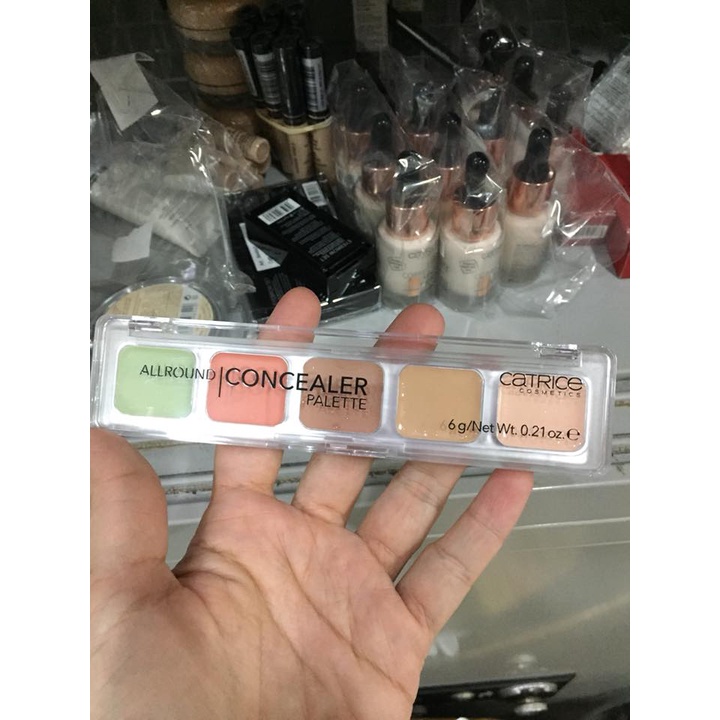 ALLROUND | CONCEALER
PALETTE
CATRICE
COSMETICS
6 g/Net Wt. 0.21 oz. ℮